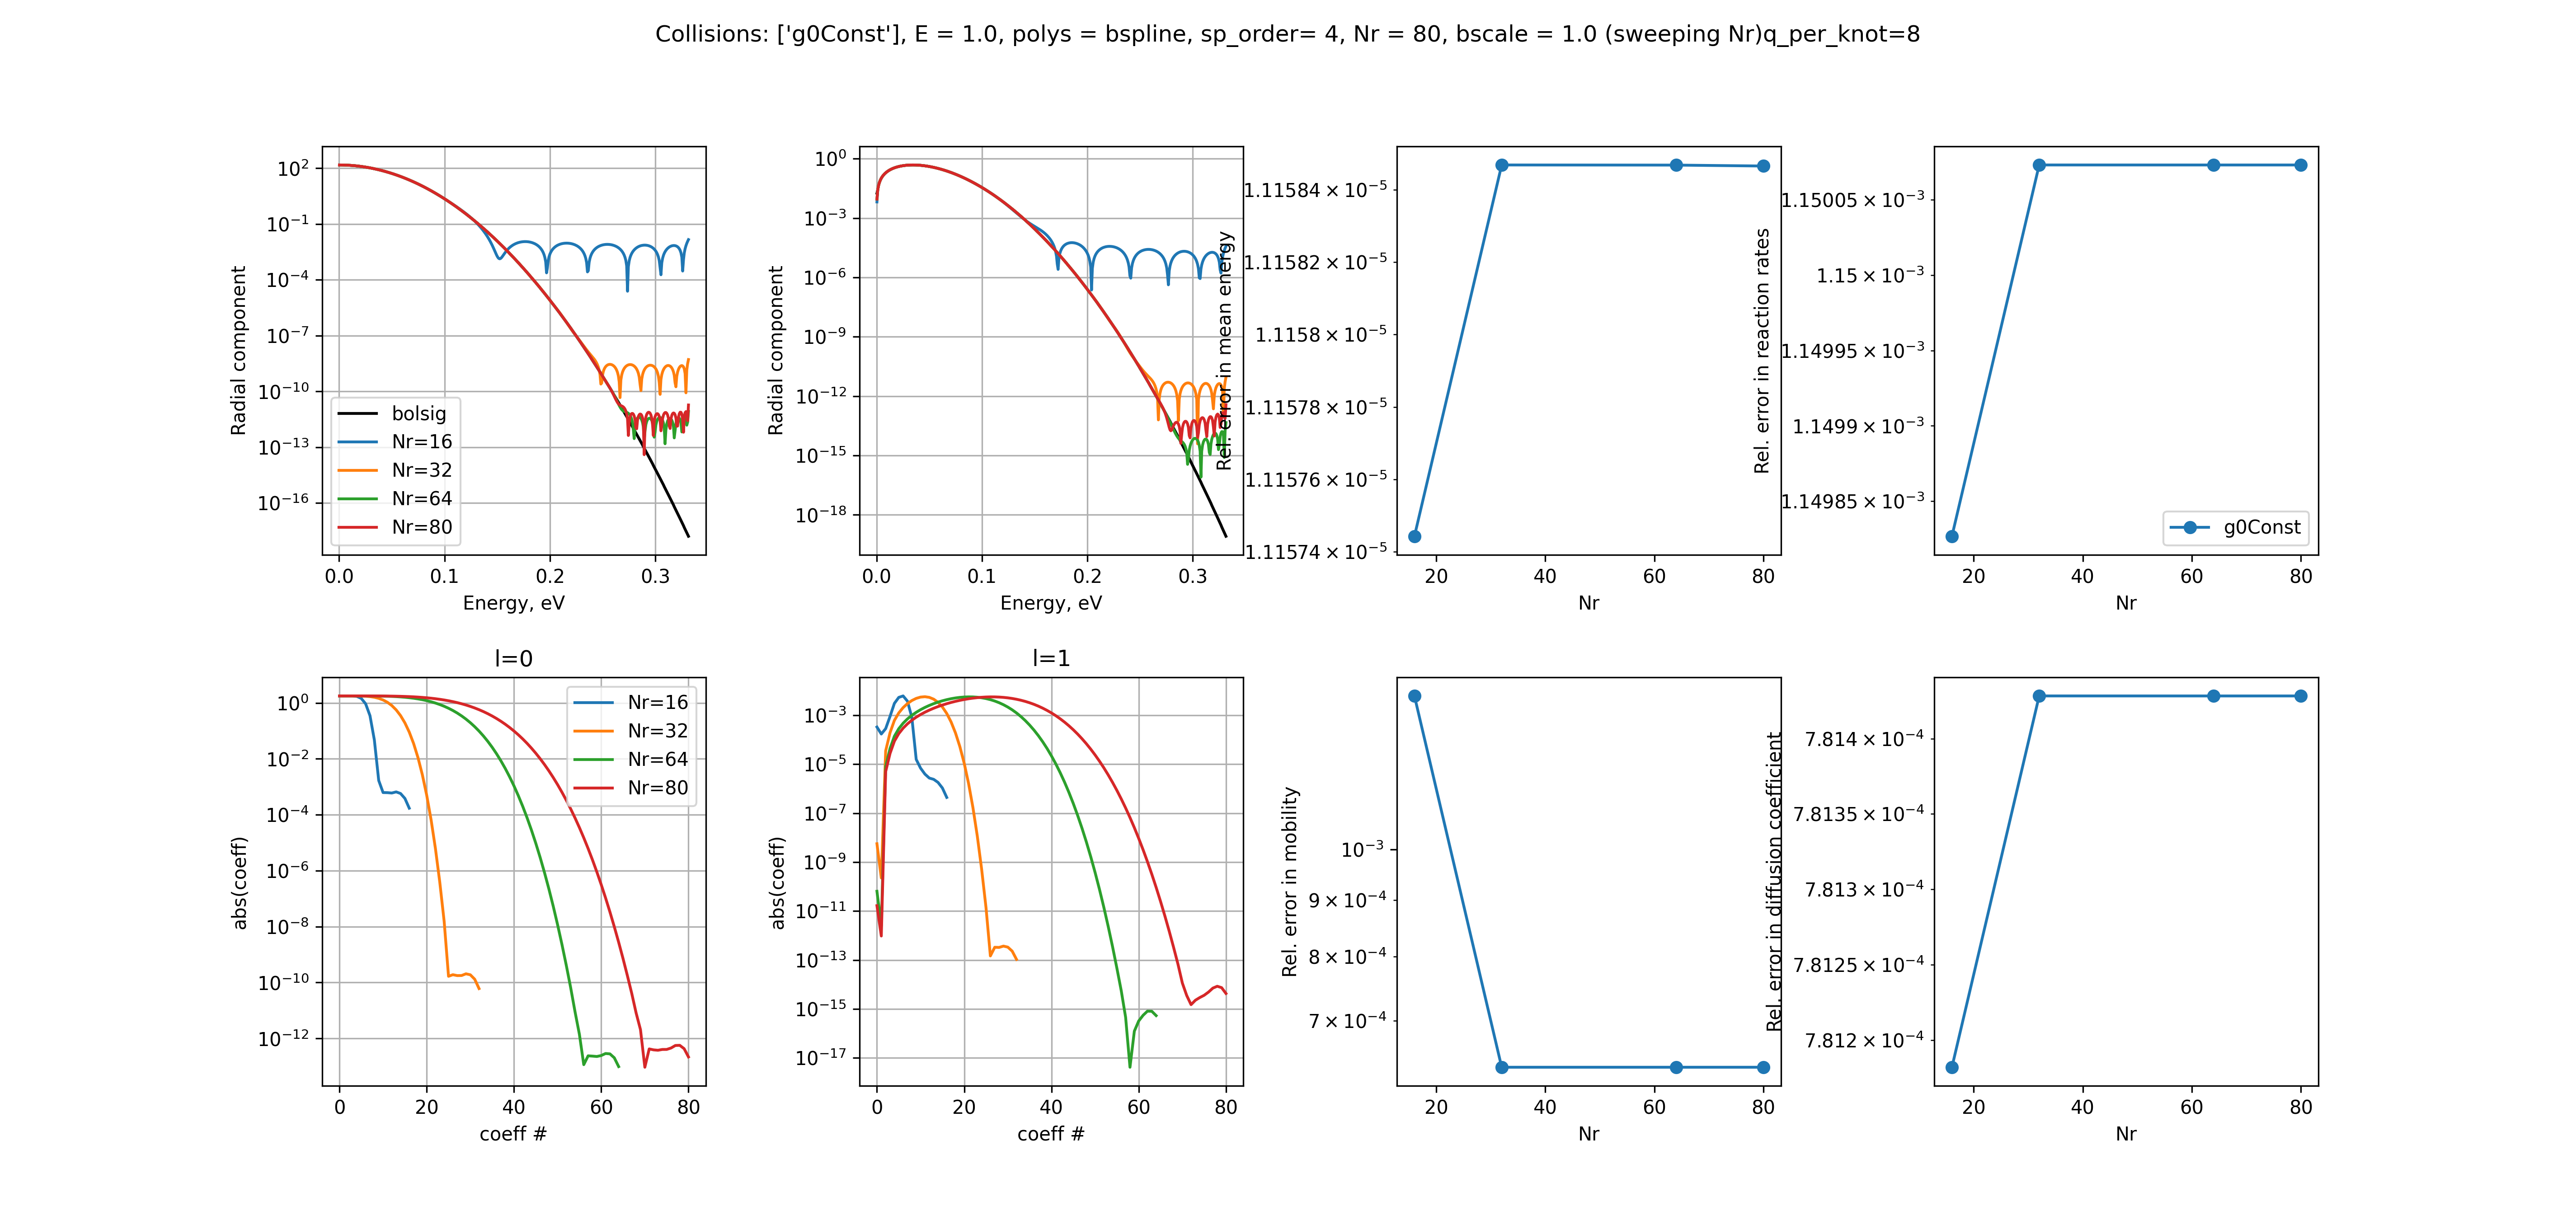 Collisions: ['g0Const'], E = 1.0, polys = bspline, sp_order= 4, Nr = 80, bscale = 1.0 (sweeping Nr)q_per_knot=8
Radial component
10²
10⁻¹
10⁻⁴
10⁻⁷
10⁻¹⁰
10⁻¹³
10⁻¹⁶
bolsig
Nr=16
Nr=32
Nr=64
Nr=80
0.0 0.1 0.2 0.3
Energy, eV
Radial component
10⁰
10⁻³
10⁻⁶
10⁻⁹
10⁻¹²
10⁻¹⁵
10⁻¹⁸
0.0 0.1 0.2 0.3
Energy, eV
Rel. error in mean energy
1.11584 × 10⁻⁵
1.11582 × 10⁻⁵
1.1158 × 10⁻⁵
1.11578 × 10⁻⁵
1.11576 × 10⁻⁵
1.11574 × 10⁻⁵
20 40 60 80
Nr
Rel. error in reaction rates
1.15005 × 10⁻³
1.15 × 10⁻³
1.14995 × 10⁻³
1.1499 × 10⁻³
1.14985 × 10⁻³
g0Const
20 40 60 80
Nr
l=0
abs(coeff)
10⁰
10⁻²
10⁻⁴
10⁻⁶
10⁻⁸
10⁻¹⁰
10⁻¹²
Nr=16
Nr=32
Nr=64
Nr=80
0 20 40 60 80
coeff #
l=1
abs(coeff)
10⁻³
10⁻⁵
10⁻⁷
10⁻⁹
10⁻¹¹
10⁻¹³
10⁻¹⁵
10⁻¹⁷
0 20 40 60 80
coeff #
Rel. error in mobility
10⁻³
9 × 10⁻⁴
8 × 10⁻⁴
7 × 10⁻⁴
20 40 60 80
Nr
Rel. error in diffusion coefficient
7.814 × 10⁻⁴
7.8135 × 10⁻⁴
7.813 × 10⁻⁴
7.8125 × 10⁻⁴
7.812 × 10⁻⁴
20 40 60 80
Nr